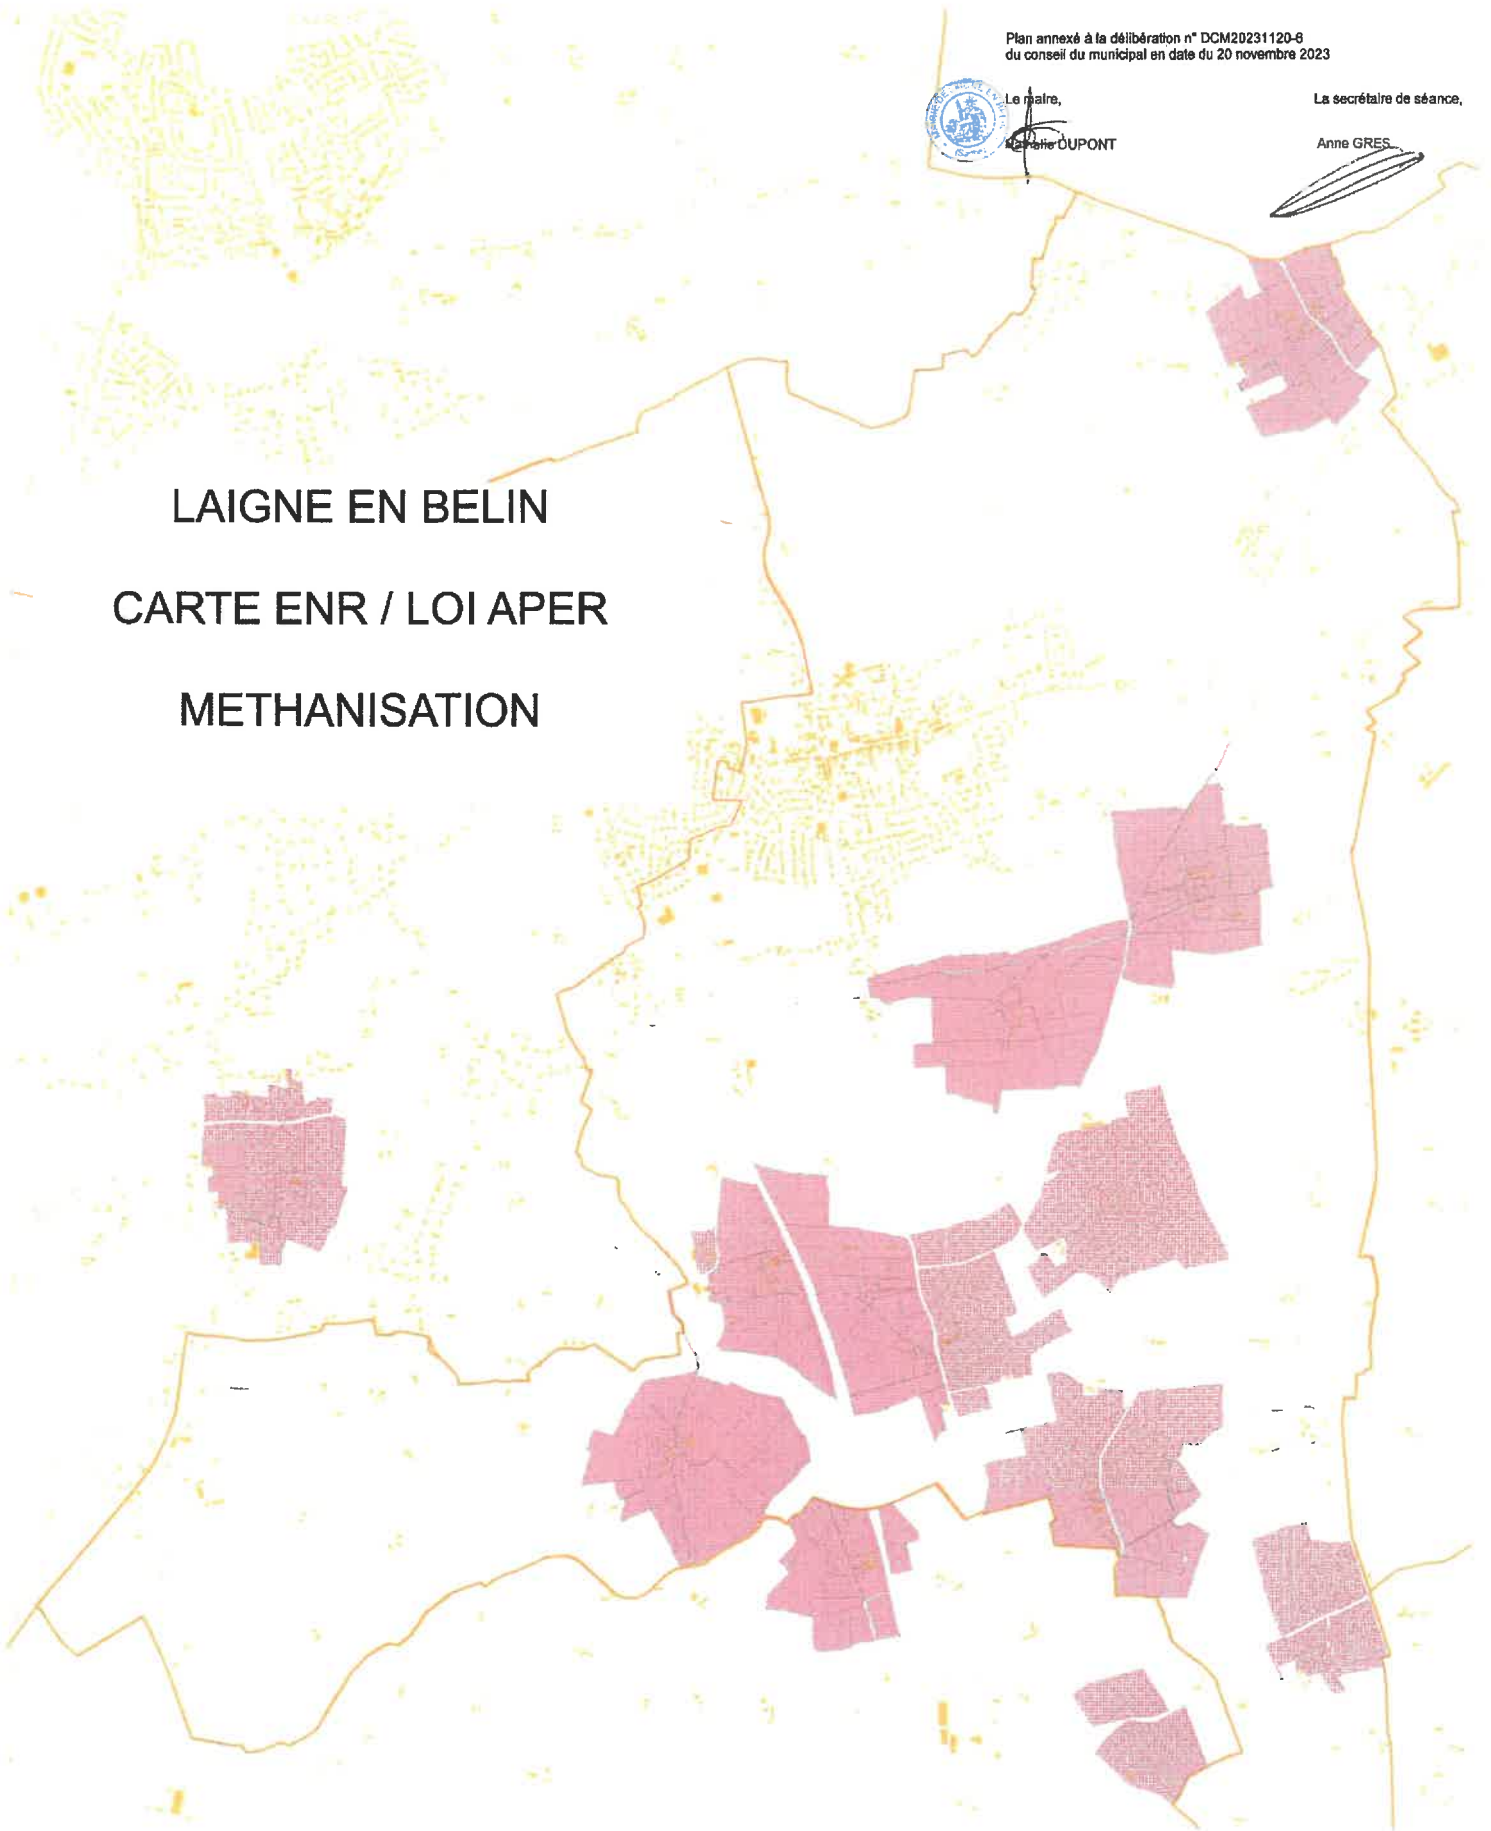 Plan annexé à la délibération n° DCM20231120-6
du conseil du municipal en date du 20 novembre 2023
Le maire,
La secrétaire de séance,
DUPONT
Anne GRES
LAIGNE EN BELIN
CARTE ENR / LOI APER
METHANISATION